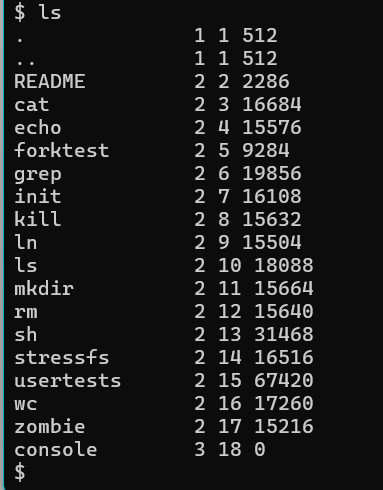 $ ls
.              1 1 512
..             1 1 512
README         2 2 2286
cat            2 3 16684
echo           2 4 15576
forktest       2 5 9284
grep           2 6 19856
init           2 7 16108
kill           2 8 15632
ln             2 9 15504
ls             2 10 18088
mkdir          2 11 15664
rm             2 12 15640
sh             2 13 31468
stressfs       2 14 16516
usertests      2 15 67420
wc             2 16 17260
zombie         2 17 15216
console        3 18 0
$